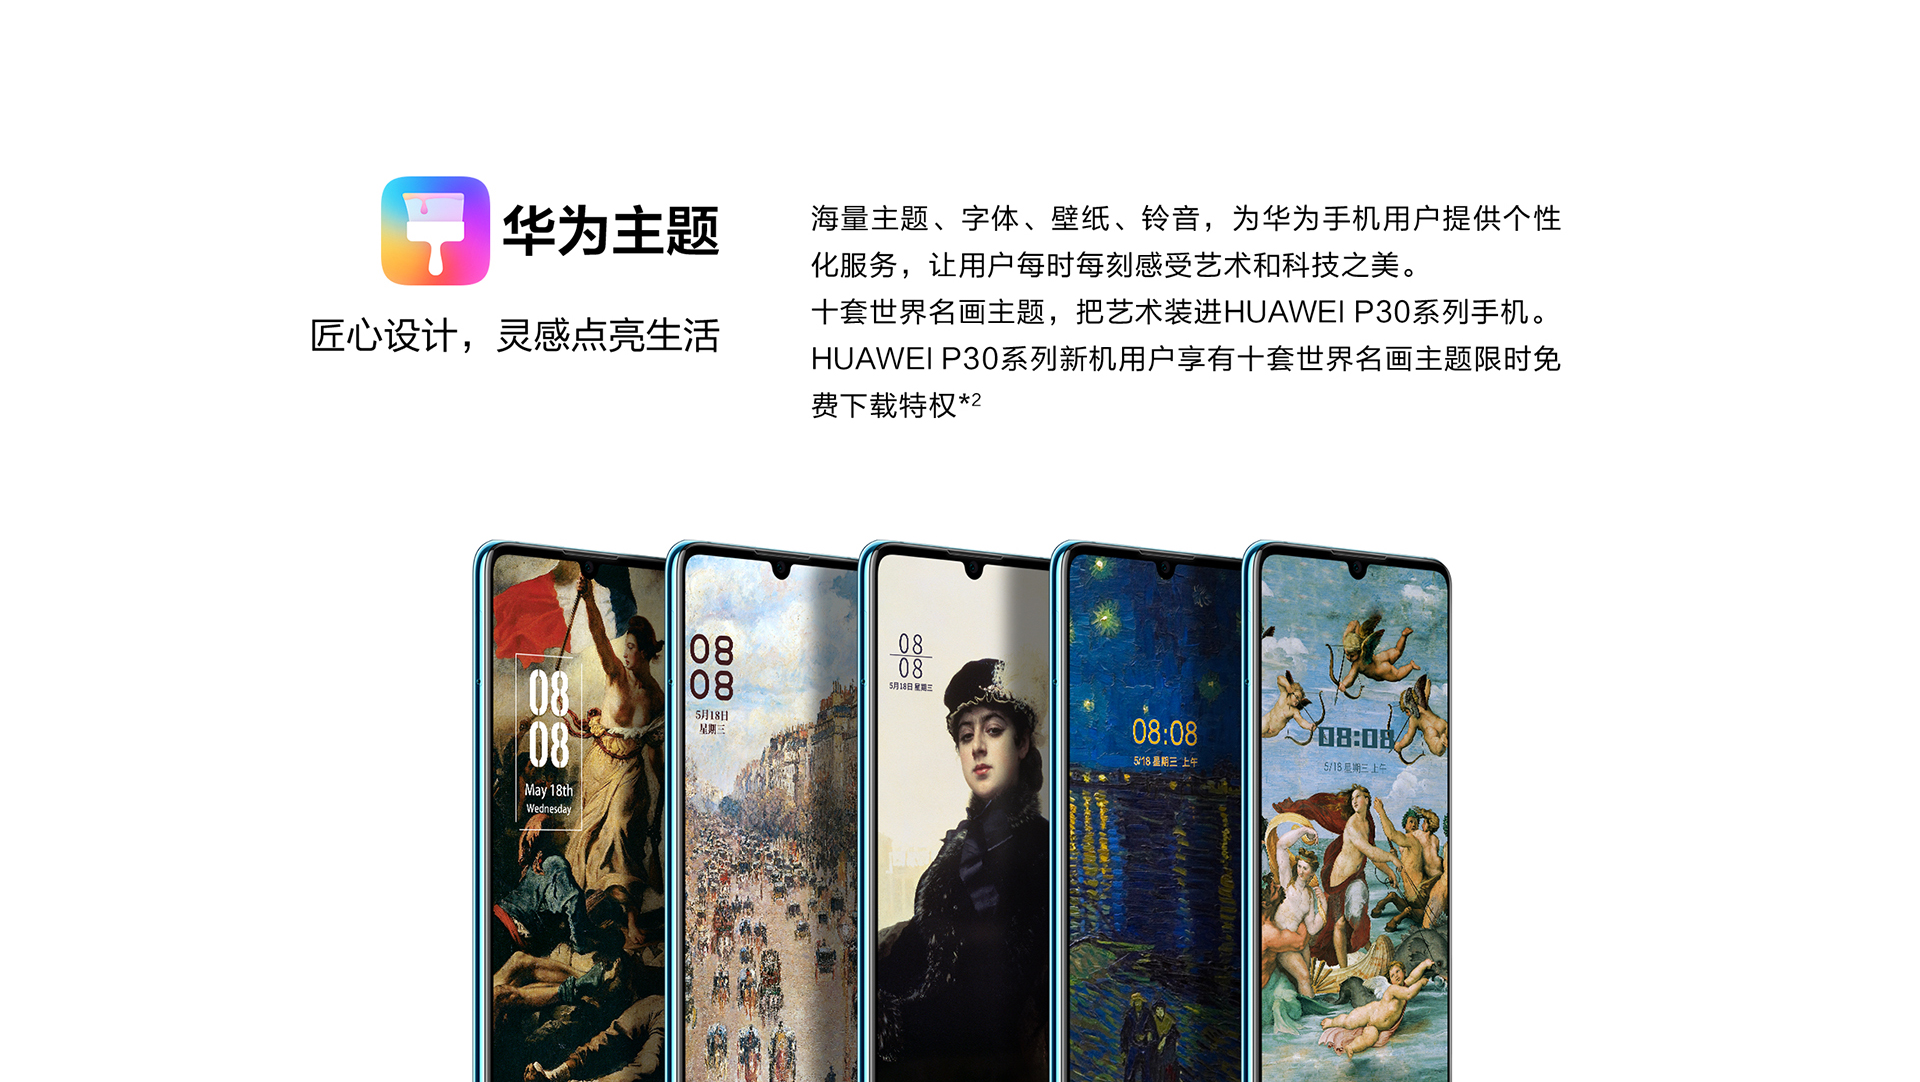 华为主题
匠心设计，灵感点亮生活
海量主题、字体、壁纸、铃音，为华为手机用户提供个性
化服务，让用户每时每刻感受艺术和科技之美。
十套世界名画主题，把艺术装进HUAWEI P30系列手机。
HUAWEI P30系列新机用户享有十套世界名画主题限时免
费下载特权*²
08
08
May 18th
Wednesday
08
08
5月18日
星期三
08
08
5月18日 星期三
08:08
5/18 星期三 上午
08:08
5/18 星期三 上午